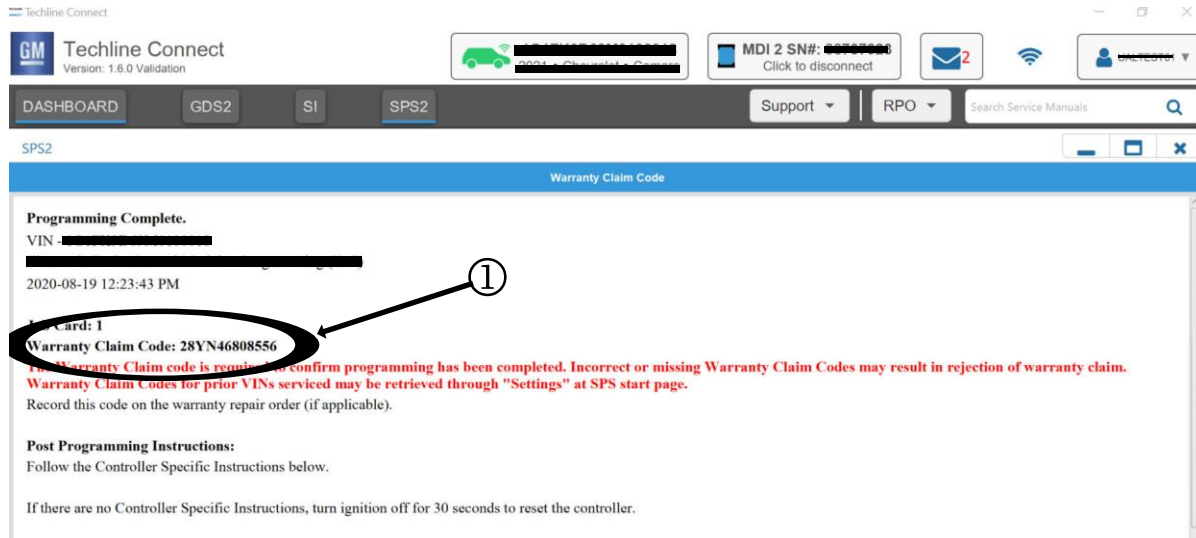 Techline Connect
GM
Techline Connect
Version: 1.6.0 Validation
2021 • Chevrolet • Camaro
MDI 2 SN#:
Click to disconnect
2
DASHBOARD GDS2 SI SPS2 Support RPO Search Service Manuals
SPS2
Warranty Claim Code
Programming Complete.
VIN -
2020-08-19 12:23:43 PM
①
Card: 1
Warranty Claim Code: 28YN46808556
The Warranty Claim code is required to confirm programming has been completed. Incorrect or missing Warranty Claim Codes may result in rejection of warranty claim.
Warranty Claim Codes for prior VINs serviced may be retrieved through "Settings" at SPS start page.
Record this code on the warranty repair order (if applicable).
Post Programming Instructions:
Follow the Controller Specific Instructions below.
If there are no Controller Specific Instructions, turn ignition off for 30 seconds to reset the controller.